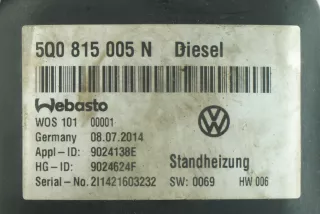 5Q0 815 005 N Diesel
Webasto
WOS 101 00001
Germany 08.07.2014
Appl-ID: 9024138E
HG-ID: 9024624F
Standheizung
Serial-No. 2I1421603232 SW: 0069 HW 006